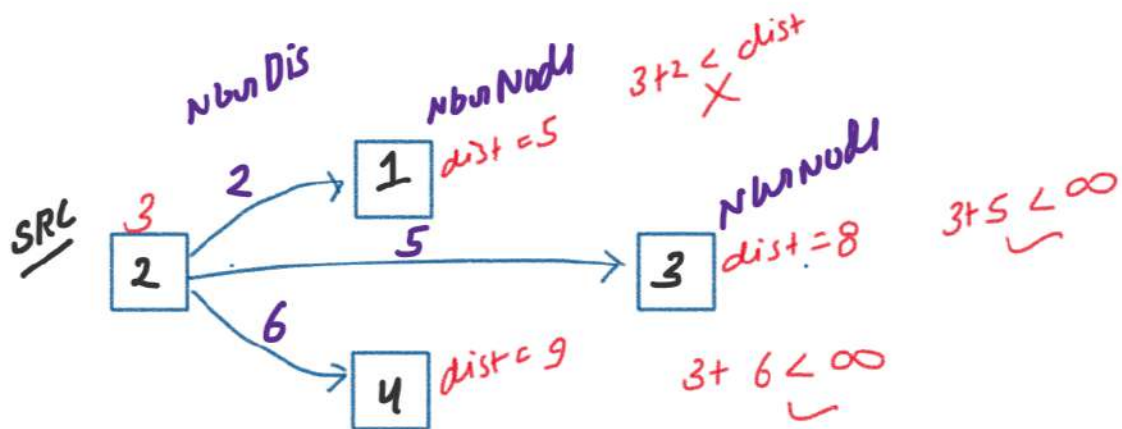 NbrDis
NbrNode
3+2 < dist
X
2
1
dist = 5
NbrNode
SRC
3
2
5
3
dist = 8
3+5 < ∞
6
4
dist = 9
3+ 6 < ∞